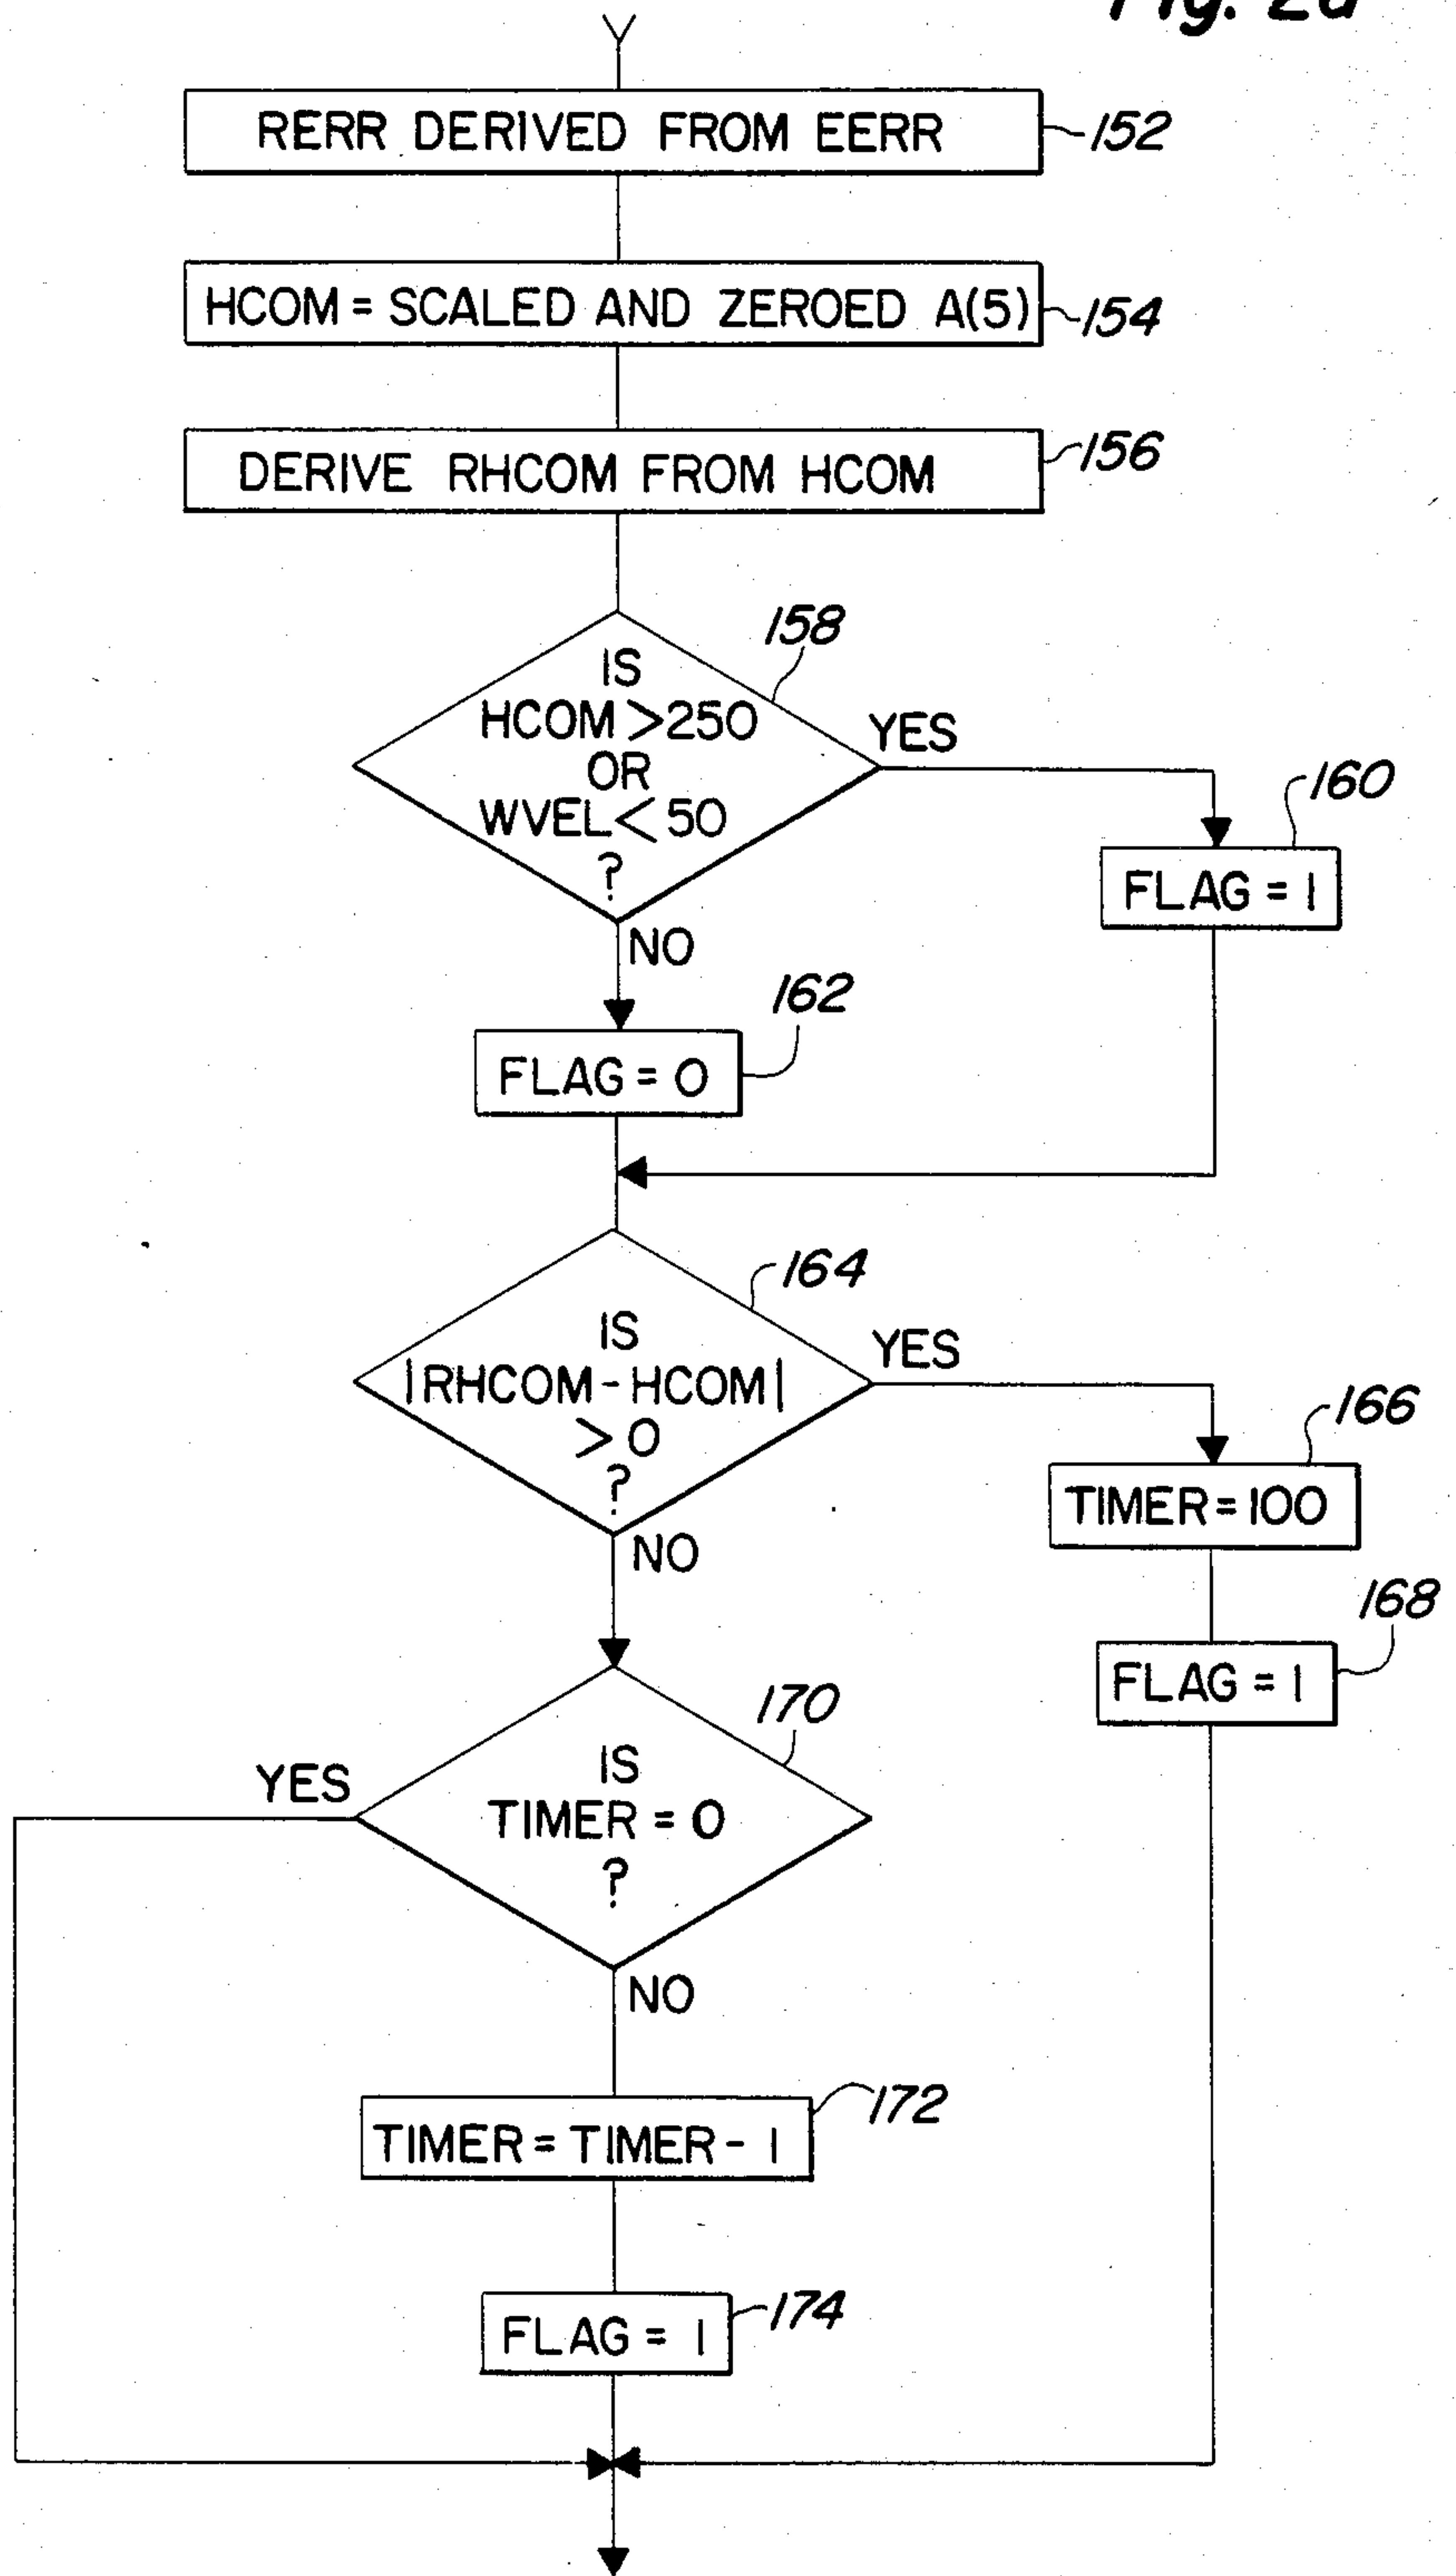 Fig. 2d
RERR DERIVED FROM EERR
152
HCOM = SCALED AND ZEROED A(5)
154
DERIVE RHCOM FROM HCOM
156
158
IS
HCOM >250
OR
WVEL < 50
?
YES
160
FLAG = 1
NO
162
FLAG = 0
164
IS
|RHCOM - HCOM|
> 0
?
YES
166
TIMER = 100
NO
168
FLAG = 1
170
YES
IS
TIMER = 0
?
NO
172
TIMER = TIMER - 1
174
FLAG = 1